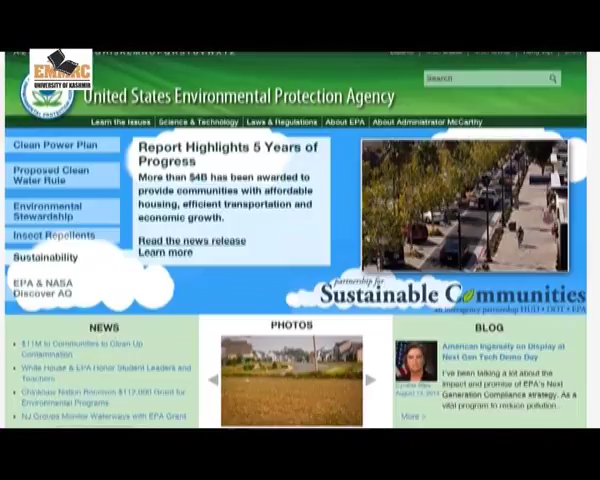 EMMRC
UNIVERSITY OF KASHMIR
United States Environmental Protection Agency
Search
Learn the Issues
Science & Technology
Laws & Regulations
About EPA
About Administrator McCarthy
Clean Power Plan
Proposed Clean
Water Rule
Environmental
Stewardship
Insect Repellents
Sustainability
EPA & NASA
Discover AQ
Report Highlights 5 Years of
Progress
More than $4B has been awarded to
provide communities with affordable
housing, efficient transportation and
economic growth.
Read the news release
Learn more
partnership for
Sustainable Communities
an interagency partnership HUD • DOT • EPA
NEWS
$11M to Communities to Clean Up
Contamination
White House & EPA Honor Student Leaders and
Teachers
Nation Receives Grant for
Environmental Programs
NJ Groups Monitor Waterways with EPA Grant
PHOTOS
BLOG
American Ingenuity on Display at
Next Gen Tech Demo Day
I've been talking a lot about the
impact and promise of EPA's Next
Generation Compliance strategy. As a
vital program to reduce pollution
More >